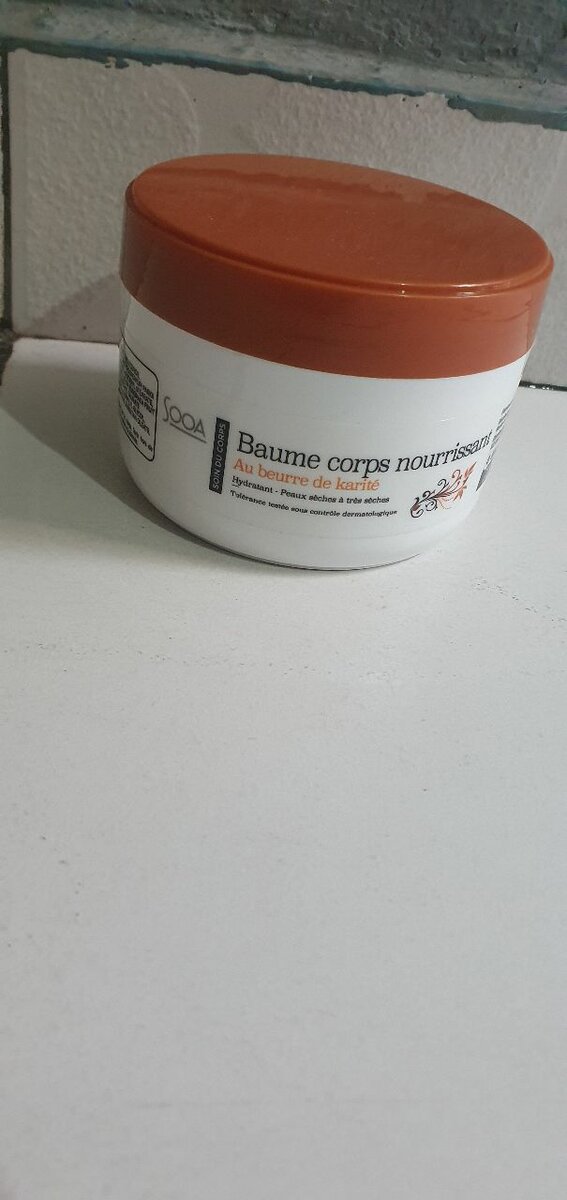 SOOA
SOIN DU CORPS
Baume corps nourrissant
Au beurre de karité
Hydratant - Peaux sèches à très sèches
Tolérance testée sous contrôle dermatologique